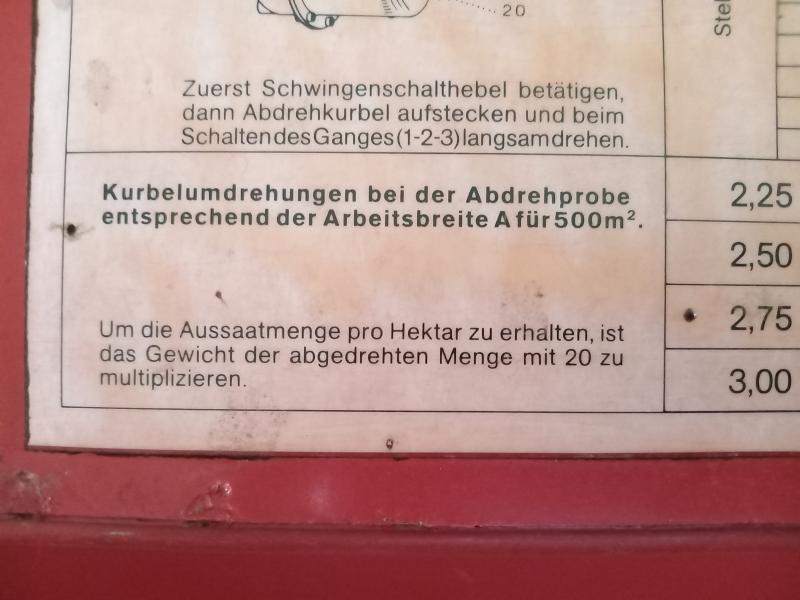 20
Zuerst Schwingenschalthebel betätigen,
dann Abdrehkurbel aufstecken und beim
Schalten des Ganges (1-2-3) langsam drehen.
Kurbelumdrehungen bei der Abdrehprobe
entsprechend der Arbeitsbreite A für 500m².
Um die Aussaatmenge pro Hektar zu erhalten, ist
das Gewicht der abgedrehten Menge mit 20 zu
multiplizieren.
2,25
2,50
2,75
3,00